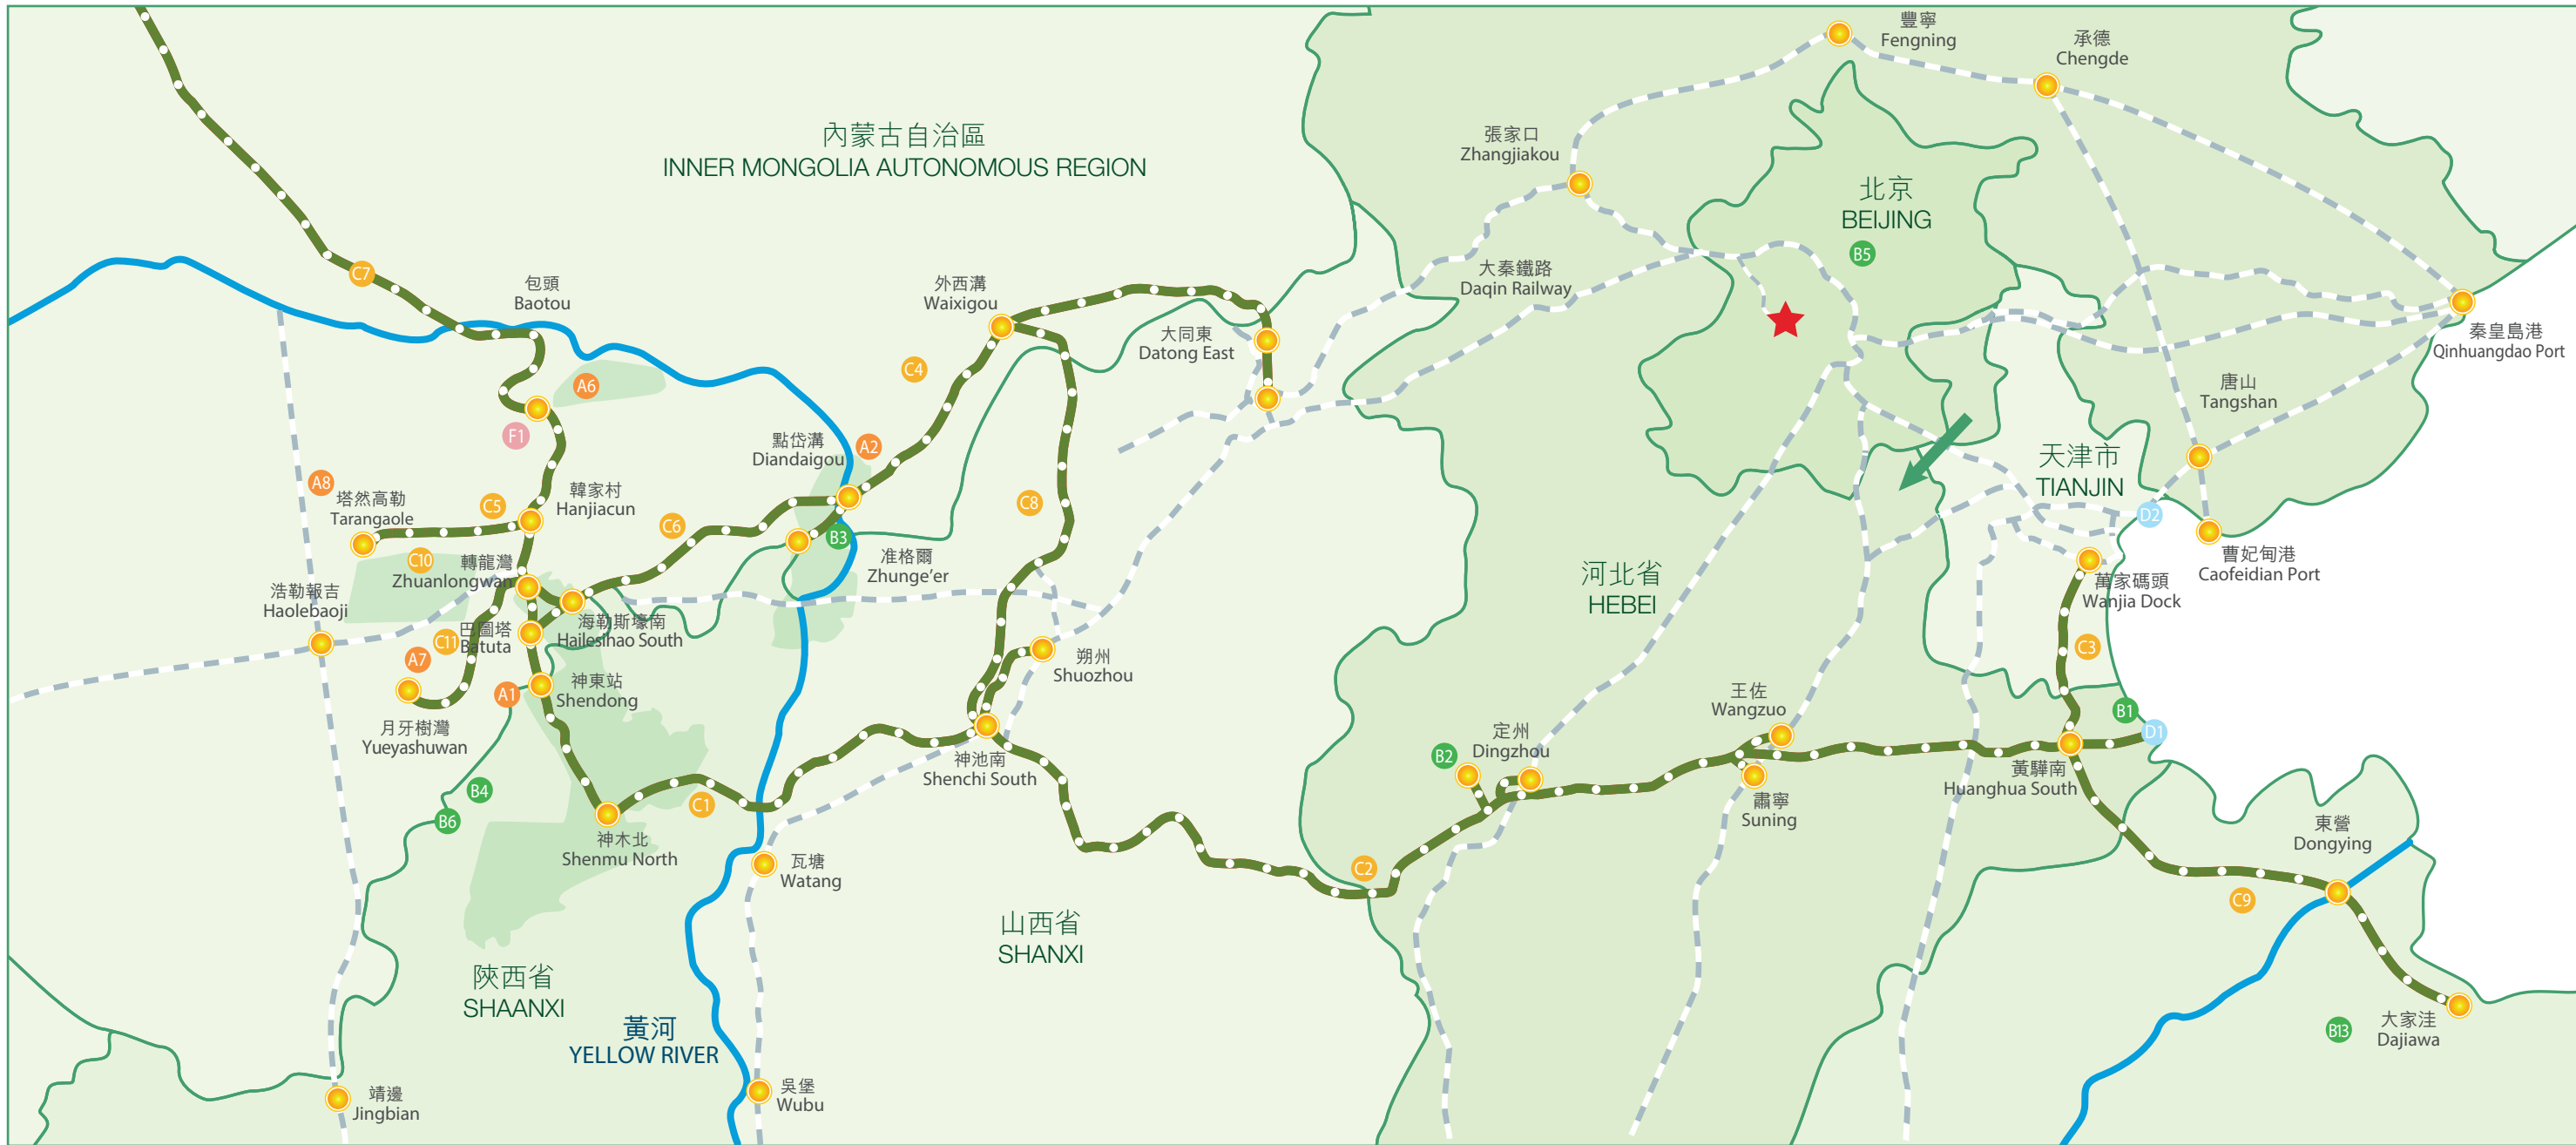 豐寧
Fengning
承德
Chengde
內蒙古自治區
INNER MONGOLIA AUTONOMOUS REGION
張家口
Zhangjiakou
北京
BEIJING
B5
C7
包頭
Baotou
外西溝
Waixigou
大秦鐵路
Daqin Railway
大同東
Datong East
秦皇島港
Qinhuangdao Port
C4
A6
唐山
Tangshan
F1
點岱溝
Diandaigou
A2
天津市
TIANJIN
A8
塔然高勒
Tarangaole
C5
韓家村
Hanjiacun
C6
C8
D2
B3
C10
轉龍灣
Zhuanlongwan
准格爾
Zhunge’er
曹妃甸港
Caofeidian Port
河北省
HEBEI
萬家碼頭
Wanjia Dock
浩勒報吉
Haolebaoji
C11
巴圖塔
Batuta
海勒斯壕南
Hailesihao South
C3
A7
朔州
Shuozhou
A1
神東站
Shendong
王佐
Wangzuo
B1
D1
月牙樹灣
Yueyashuwan
定州
Dingzhou
B2
神池南
Shenchi South
黃驊南
Huanghua South
B4
C1
肅寧
Suning
B6
神木北
Shenmu North
東營
Dongying
瓦塘
Watang
C2
C9
山西省
SHANXI
陝西省
SHAANXI
黃河
YELLOW RIVER
B13
大家洼
Dajiawa
靖邊
Jingbian
吳堡
Wubu